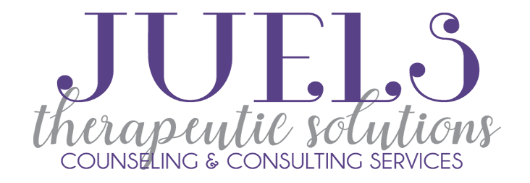 JUELS
therapeutic solutions
COUNSELING & CONSULTING SERVICES